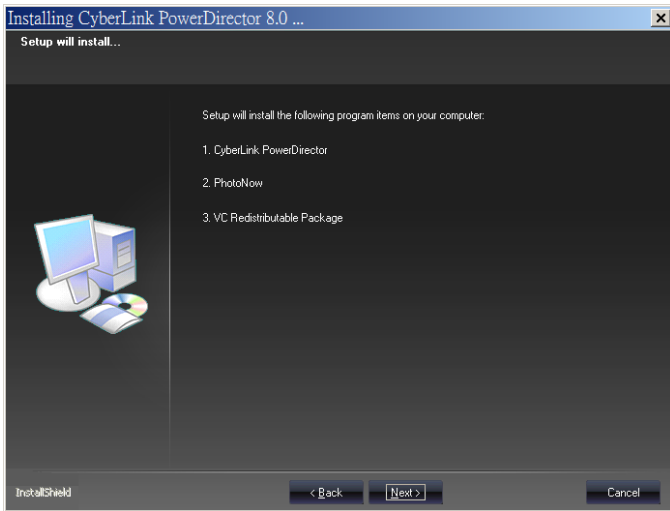 Installing CyberLink PowerDirector 8.0 ...
Setup will install...
Setup will install the following program items on your computer:
1. CyberLink PowerDirector
2. PhotoNow
3. VC Redistributable Package
InstallShield
< Back
Next >
Cancel